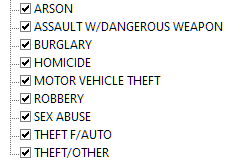 ARSON
ASSAULT W/DANGEROUS WEAPON
BURGLARY
HOMICIDE
MOTOR VEHICLE THEFT
ROBBERY
SEX ABUSE
THEFT F/AUTO
THEFT/OTHER